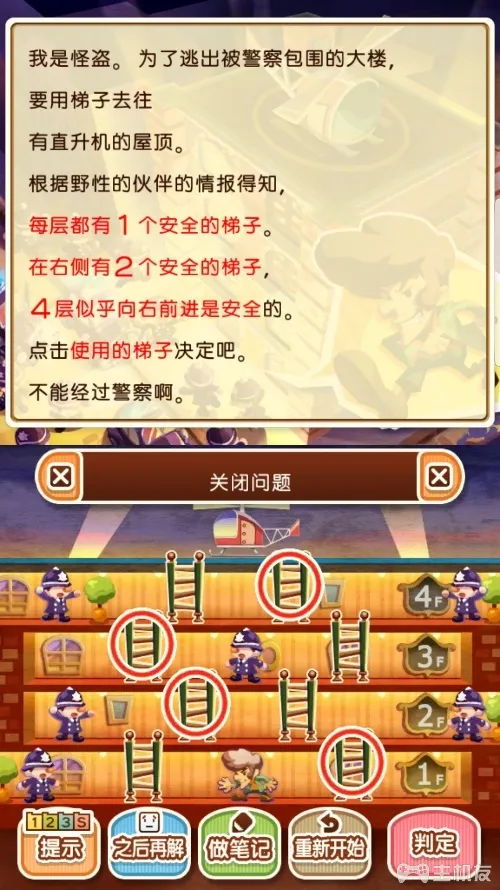 我是怪盗。 为了逃出被警察包围的大楼，
要用梯子去往
有直升机的屋顶。
根据野性的伙伴的情报得知，
每层都有1个安全的梯子。
在右侧有2个安全的梯子，
4层似乎向右前进是安全的。
点击使用的梯子决定吧。
不能经过警察啊。
关闭问题
4F
3F
2F
1F
123S
提示
之后再解
做笔记
重新开始
判定
主机友